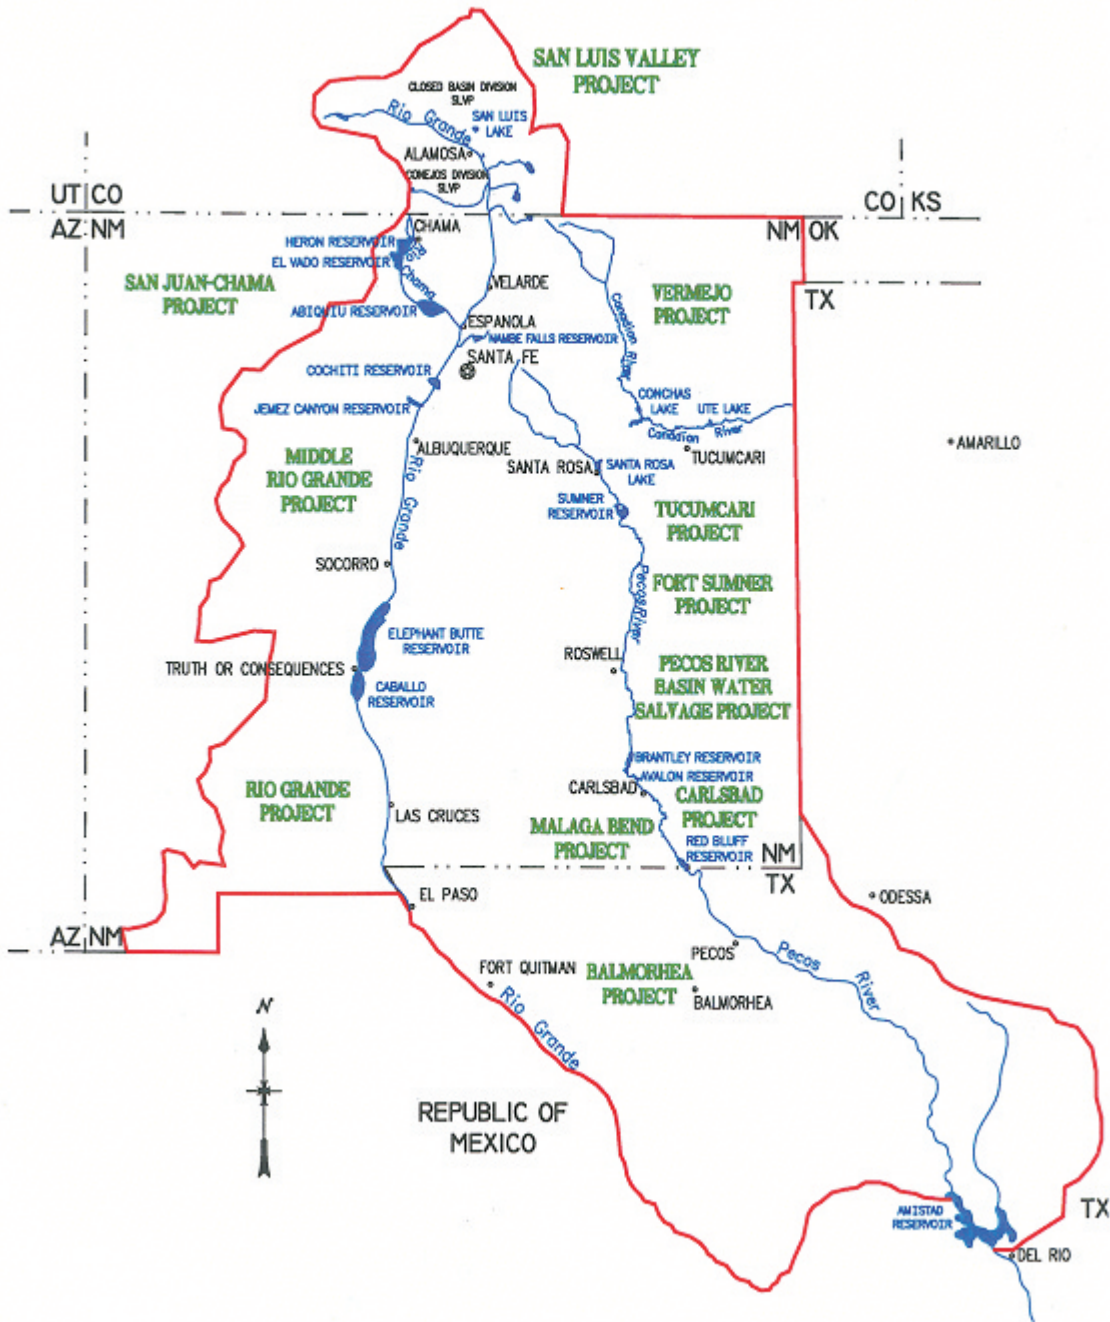 SAN LUIS VALLEY
PROJECT
CLOSED BASIN DIVISION
SLVP
Rio Grande
SAN LUIS
LAKE
ALAMOSA
CONEJOS DIVISION
SLVP
UT CO
CO KS
AZ NM
NM OK
CHAMA
HERON RESERVOIR
EL VADO RESERVOIR
Rio Chama
SAN JUAN-CHAMA
PROJECT
VELARDE
VERMEJO
PROJECT
TX
ABIQUIU RESERVOIR
ESPANOLA
NAMBE FALLS RESERVOIR
Canadian River
SANTA FE
COCHITI RESERVOIR
JEMEZ CANYON RESERVOIR
CONCHAS
LAKE
UTE LAKE
Canadian River
ALBUQUERQUE
AMARILLO
TUCUMCARI
MIDDLE
RIO GRANDE
PROJECT
Rio Grande
SANTA ROSA
SANTA ROSA
LAKE
SUMNER
RESERVOIR
TUCUMCARI
PROJECT
SOCORRO
Pecos River
FORT SUMNER
PROJECT
ELEPHANT BUTTE
RESERVOIR
TRUTH OR CONSEQUENCES
ROSWELL
PECOS RIVER
BASIN WATER
SALVAGE PROJECT
CABALLO
RESERVOIR
BRANTLEY RESERVOIR
AVALON RESERVOIR
RIO GRANDE
PROJECT
CARLSBAD
CARLSBAD
PROJECT
LAS CRUCES
MALAGA BEND
PROJECT
RED BLUFF
RESERVOIR
NM
TX
EL PASO
ODESSA
AZ NM
PECOS
Pecos River
FORT QUITMAN
BALMORHEA
PROJECT
BALMORHEA
Rio Grande
N
REPUBLIC OF
MEXICO
AMISTAD
RESERVOIR
TX
DEL RIO